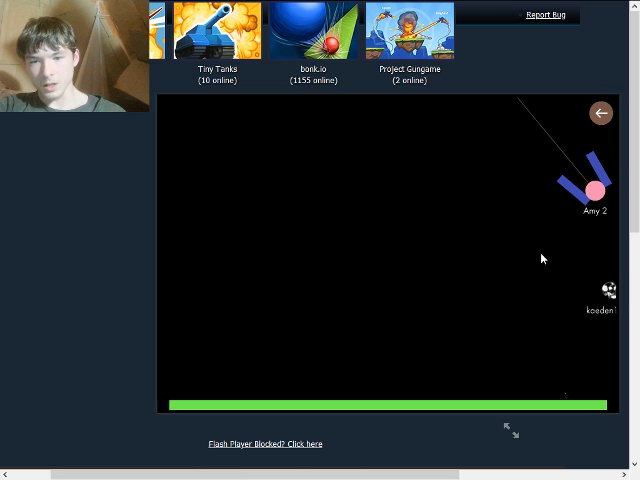 Report Bug
Tiny Tanks
(10 online)
bonk.io
(1155 online)
Project Gungame
(2 online)
Amy 2
Flash Player Blocked? Click here